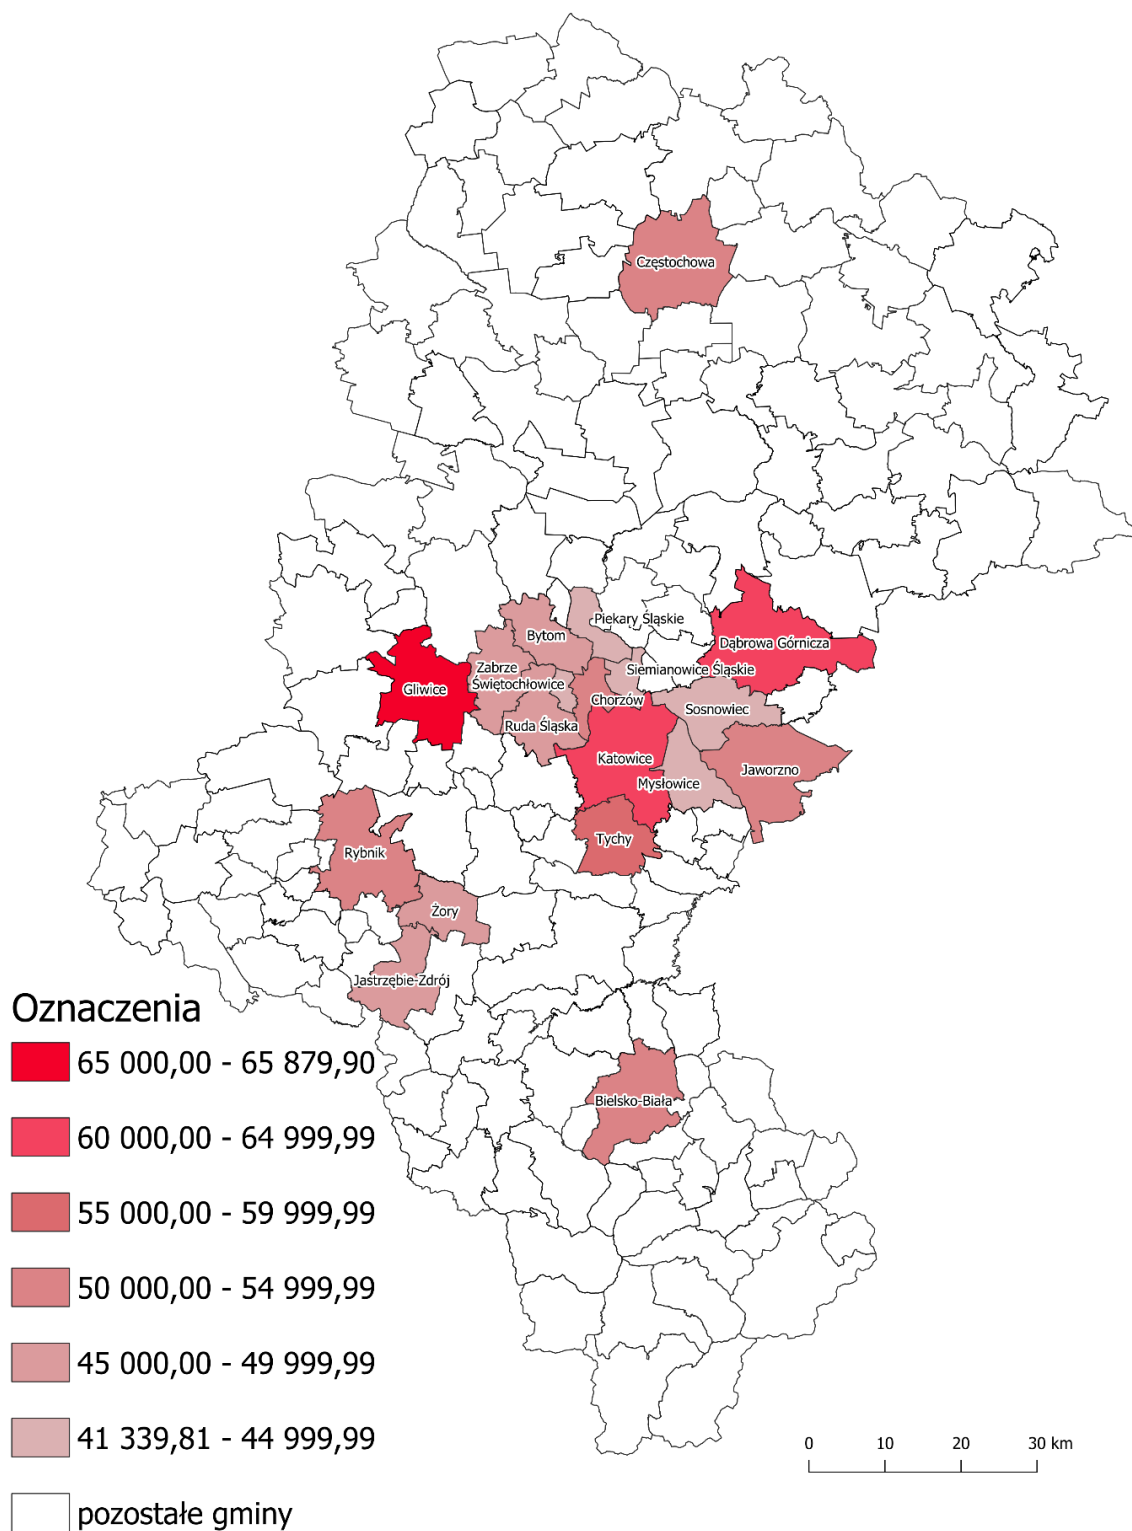 Częstochowa
Piekary Śląskie
Bytom
Dąbrowa Górnicza
Zabrze
Siemianowice Śląskie
Świętochłowice
Gliwice
Chorzów
Sosnowiec
Ruda Śląska
Katowice
Jaworzno
Mysłowice
Tychy
Rybnik
Żory
Jastrzębie-Zdrój
Bielsko-Biała
Oznaczenia
65 000,00 - 65 879,90
60 000,00 - 64 999,99
55 000,00 - 59 999,99
50 000,00 - 54 999,99
45 000,00 - 49 999,99
41 339,81 - 44 999,99
pozostałe gminy
0 10 20 30 km